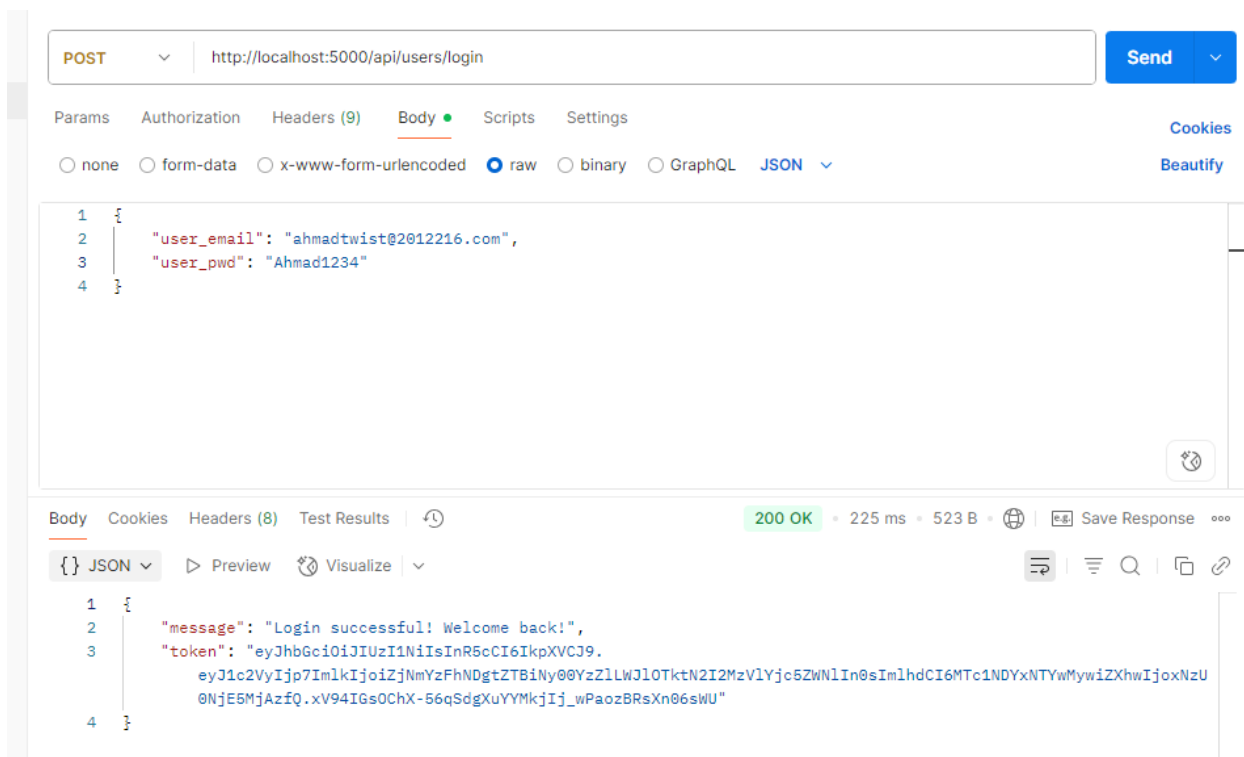 POST http://localhost:5000/api/users/login Send
Params Authorization Headers (9) Body Scripts Settings Cookies
none form-data x-www-form-urlencoded raw binary GraphQL JSON Beautify
1 {
2 "user_email": "ahmadtwist@2012216.com",
3 "user_pwd": "Ahmad1234"
4 }
Body Cookies Headers (8) Test Results 200 OK 225 ms 523 B e.g. Save Response
{} JSON Preview Visualize
1 {
2 "message": "Login successful! Welcome back!",
3 "token": "eyJhbGciOiJIUzI1NiIsInR5cCI6IkpXVCJ9.
eyJ1c2VyIjp7ImlkIjoiZjNmYzFhNDgtZTBiNy00YzZlLWJlOTktN2I2MzVlYjc5ZWNlIn0sImlhdCI6MTc1NDYxNTYwMywiZXhwIjoxNzU
0NjE5MjAzfQ.xV94IGsOChX-56qSdgXuYYMkjIj_wPaozBRsXn06sWU"
4 }